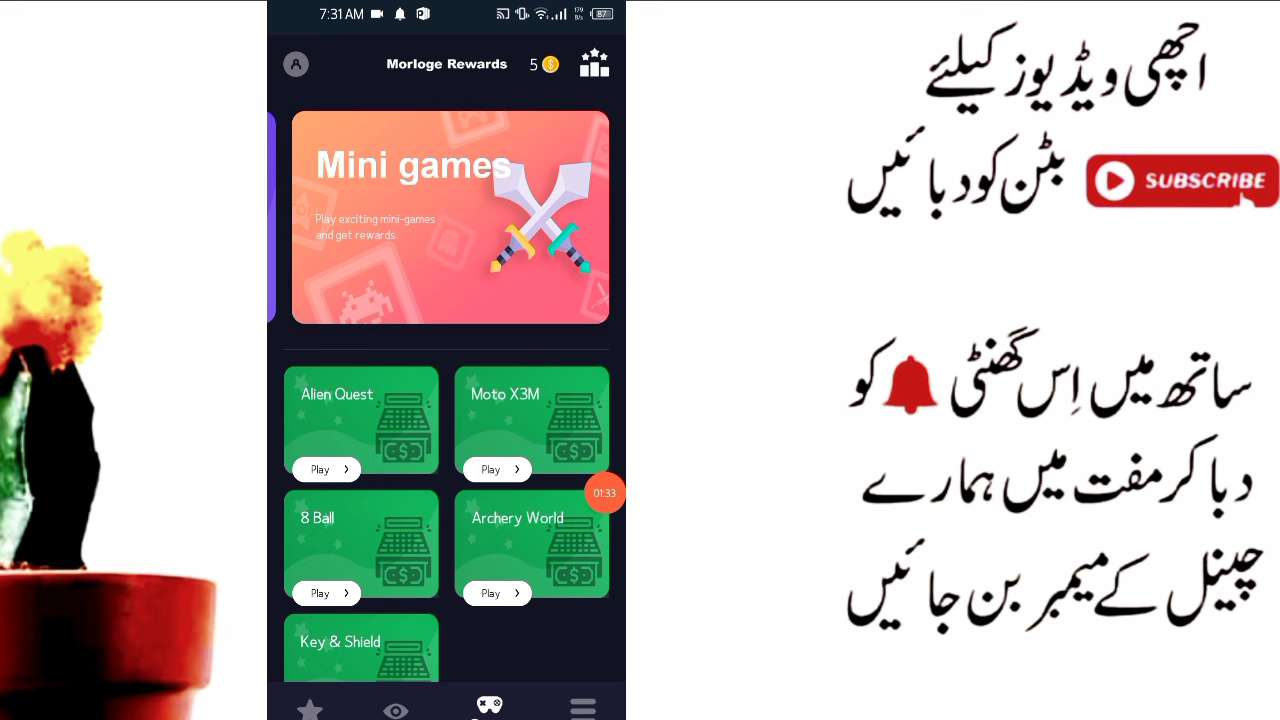 7:31 AM
179 B/s
87
Morloge Rewards
5
Mini games
Play exciting mini-games
and get rewards.
Alien Quest
Play
Moto X3M
Play
8 Ball
Play
Archery World
Play
01:33
Key & Shield
اچھی ویڈیوز کیلئے
SUBSCRIBE بٹن کو دبائیں
ساتھ میں اِس گھنٹی کو
دبا کر مفت میں ہمارے
چینل کے میمبر بن جائیں